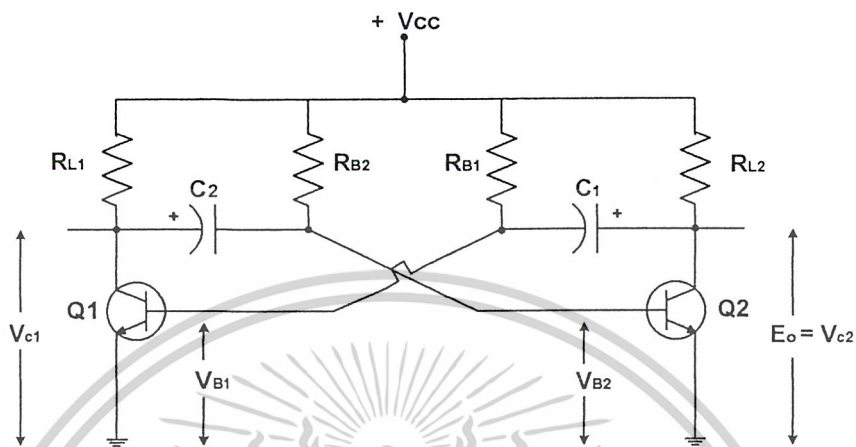 + Vcc
RL1
RB2
RB1
RL2
C2
C1
+
+
Q1
Q2
Vc1
VB1
VB2
Eo = Vc2